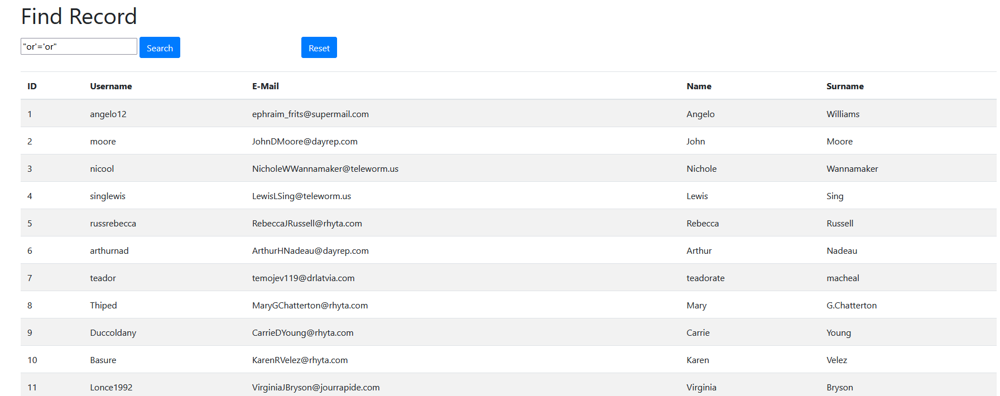 Find Record
"or'='or" Search Reset
ID Username E-Mail Name Surname
1 angelo12 ephraim_frits@supermail.com Angelo Williams
2 moore JohnDMoore@dayrep.com John Moore
3 nicool NicholeWWannamaker@teleworm.us Nichole Wannamaker
4 singlewis LewisLSing@teleworm.us Lewis Sing
5 russrebecca RebeccaJRussell@rhyta.com Rebecca Russell
6 arthurnad ArthurHNadeau@dayrep.com Arthur Nadeau
7 teador temojev119@drlatvia.com teadorate macheal
8 Thiped MaryGChatterton@rhyta.com Mary G.Chatterton
9 Duccoldany CarrieDYoung@rhyta.com Carrie Young
10 Basure KarenRVelez@rhyta.com Karen Velez
11 Lonce1992 VirginiaJBryson@jourrapide.com Virginia Bryson